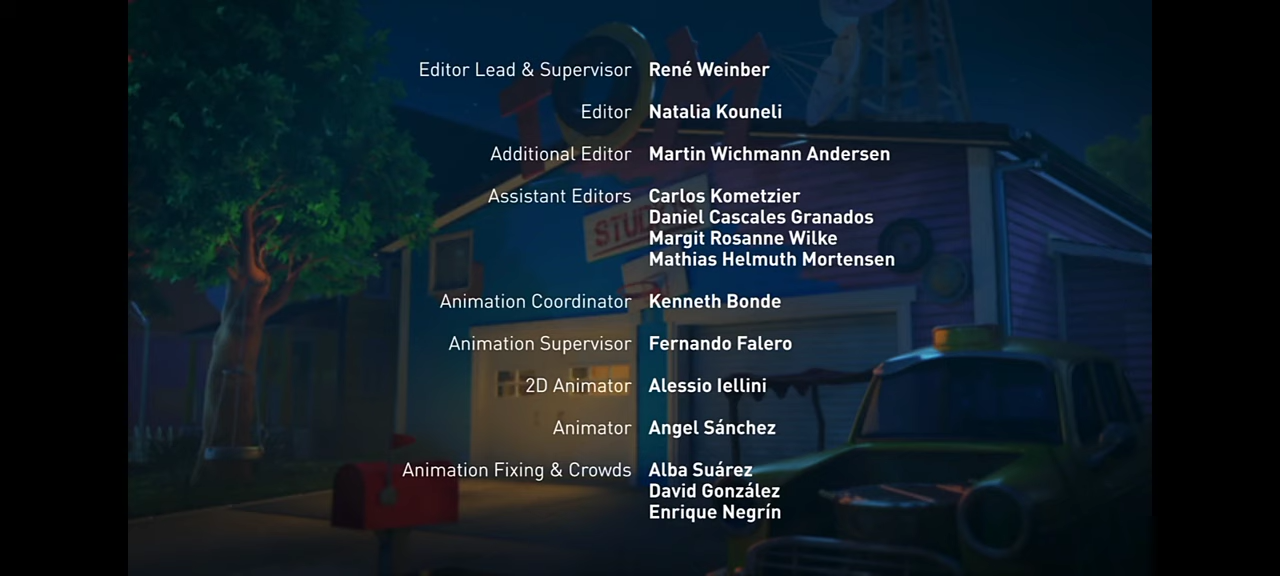 TOM
STUD
Editor Lead & Supervisor René Weinber
Editor Natalia Kouneli
Additional Editor Martin Wichmann Andersen
Assistant Editors Carlos Kometzier
Daniel Cascales Granados
Margit Rosanne Wilke
Mathias Helmuth Mortensen
Animation Coordinator Kenneth Bonde
Animation Supervisor Fernando Falero
2D Animator Alessio Iellini
Animator Angel Sánchez
Animation Fixing & Crowds Alba Suárez
David González
Enrique Negrín